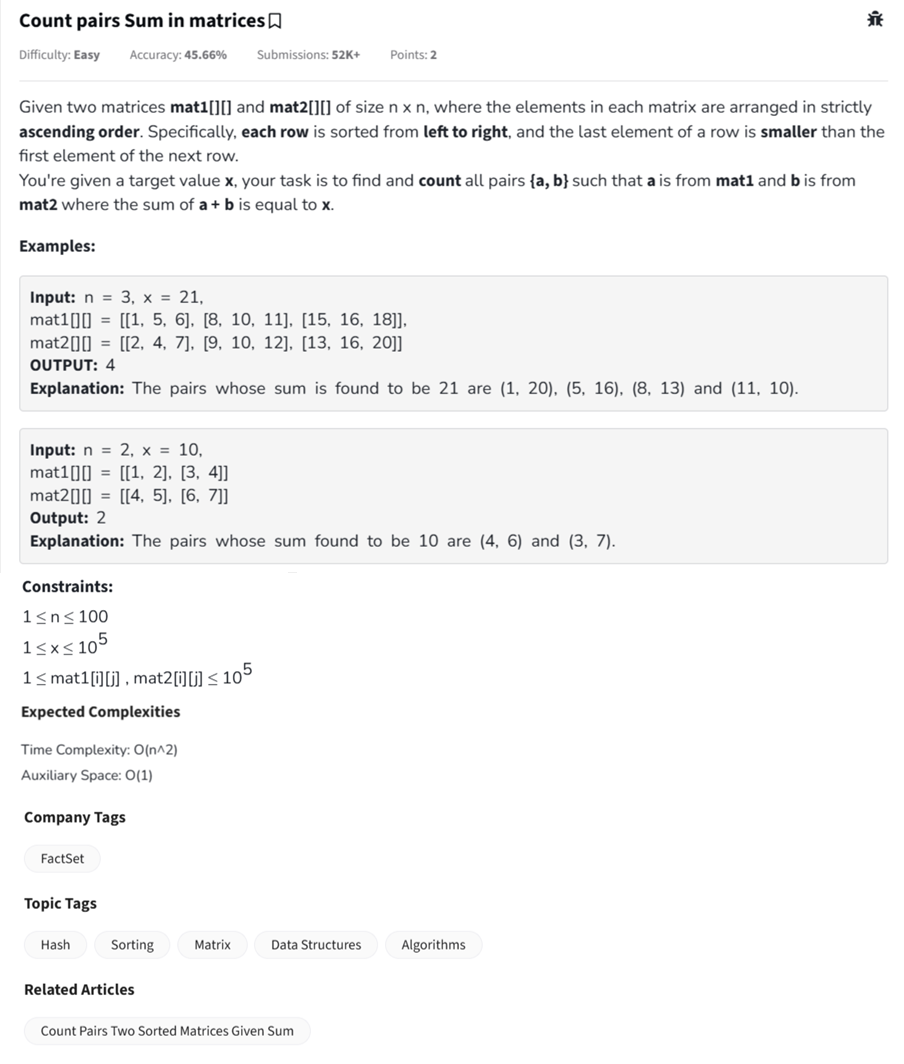 Count pairs Sum in matrices
Difficulty: Easy Accuracy: 45.66% Submissions: 52K+ Points: 2
Given two matrices mat1[][] and mat2[][] of size n x n, where the elements in each matrix are arranged in strictly
ascending order. Specifically, each row is sorted from left to right, and the last element of a row is smaller than the
first element of the next row.
You're given a target value x, your task is to find and count all pairs {a, b} such that a is from mat1 and b is from
mat2 where the sum of a + b is equal to x.
Examples:
Input: n = 3, x = 21,
mat1[][] = [[1, 5, 6], [8, 10, 11], [15, 16, 18]],
mat2[][] = [[2, 4, 7], [9, 10, 12], [13, 16, 20]]
OUTPUT: 4
Explanation: The pairs whose sum is found to be 21 are (1, 20), (5, 16), (8, 13) and (11, 10).
Input: n = 2, x = 10,
mat1[][] = [[1, 2], [3, 4]]
mat2[][] = [[4, 5], [6, 7]]
Output: 2
Explanation: The pairs whose sum found to be 10 are (4, 6) and (3, 7).
Constraints:
1 ≤ n ≤ 100
1 ≤ x ≤ 10^5
1 ≤ mat1[i][j] , mat2[i][j] ≤ 10^5
Expected Complexities
Time Complexity: O(n^2)
Auxiliary Space: O(1)
Company Tags
FactSet
Topic Tags
Hash Sorting Matrix Data Structures Algorithms
Related Articles
Count Pairs Two Sorted Matrices Given Sum